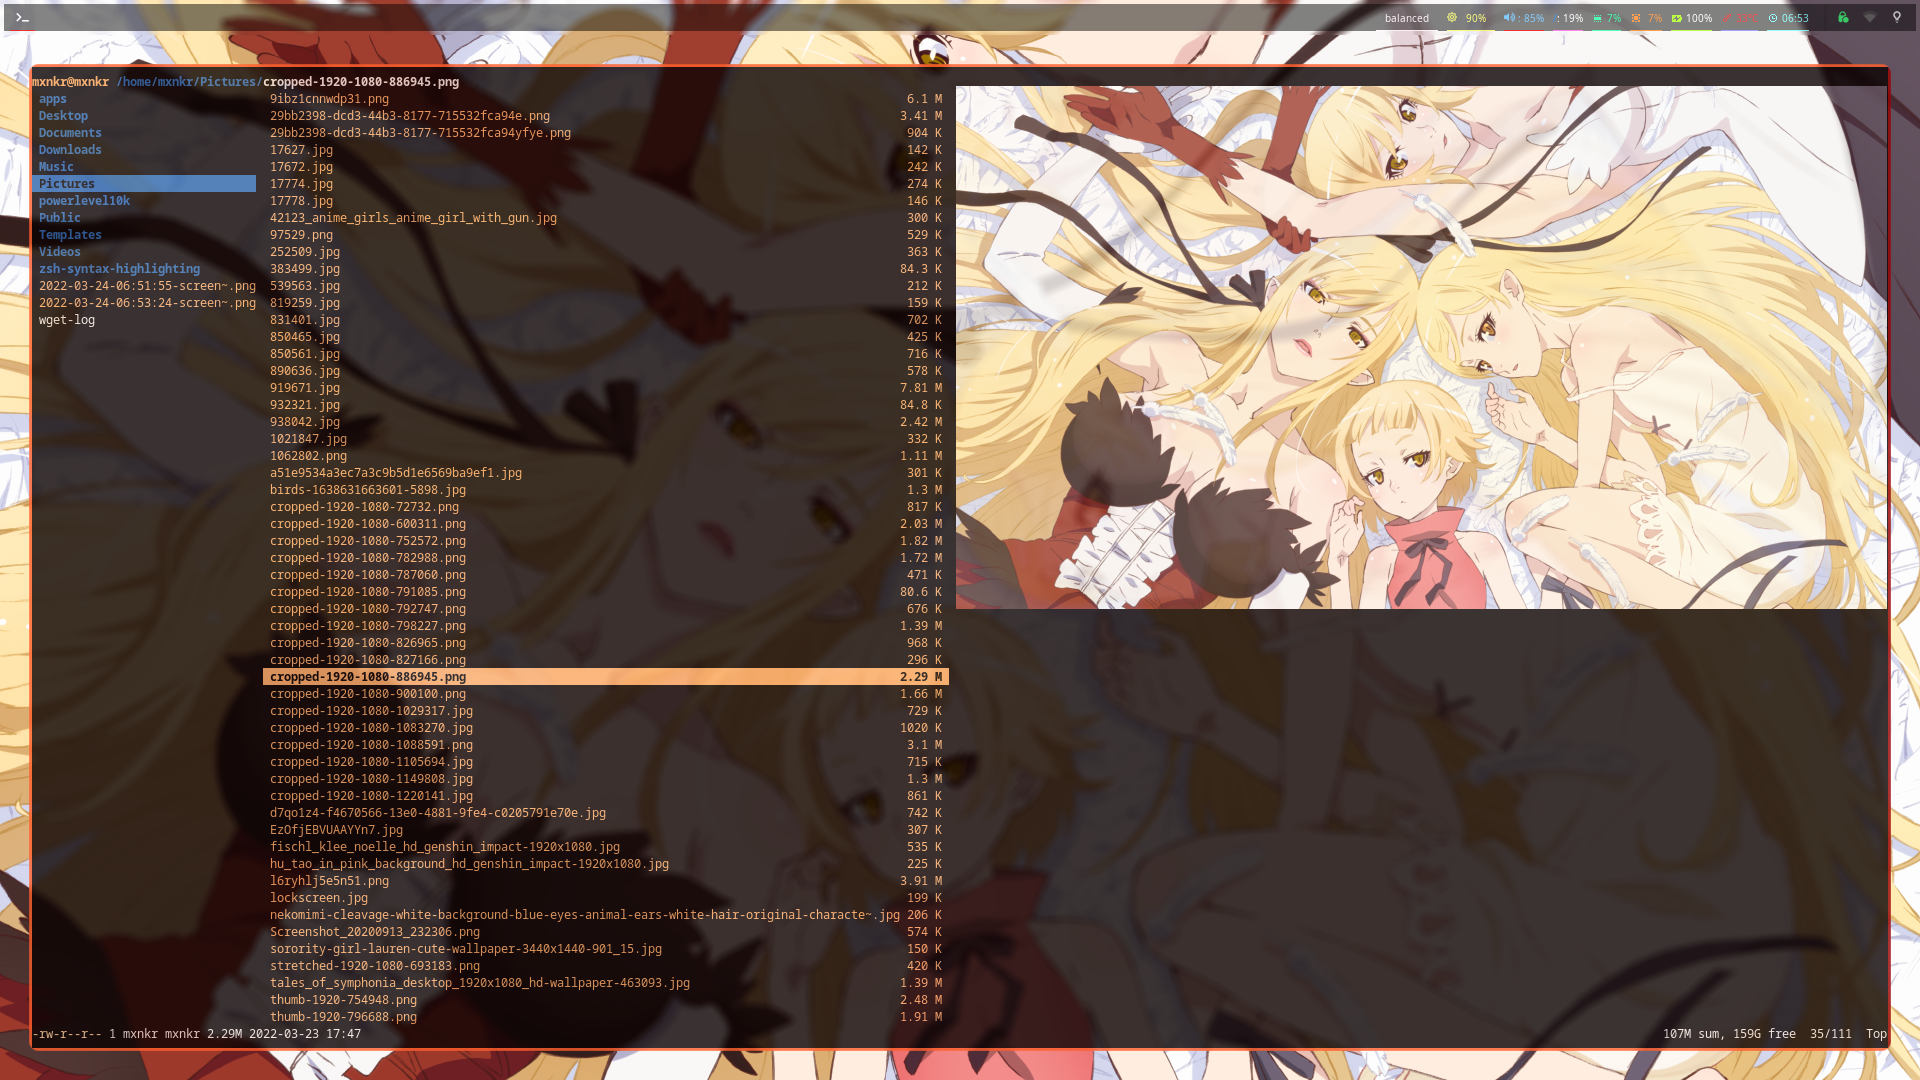 >_ balanced 90% : 85% : 19% 7% 7% 100% 06:53
mxnkr@mxnkr /home/mxnkr/Pictures/cropped-1920-1080-886945.png
apps 9ibz1cnnwdp31.png 6.1 M
Desktop 29bb2398-dcd3-44b3-8177-715532fca94e.png 3.41 M
Documents 29bb2398-dcd3-44b3-8177-715532fca94yfye.png 904 K
Downloads 17627.jpg 142 K
Music 17672.jpg 242 K
Pictures 17774.jpg 274 K
powerlevel10k 17778.jpg 146 K
Public 42123_anime_girls_anime_girl_with_gun.jpg 300 K
Templates 97529.png 529 K
Videos 252509.jpg 363 K
zsh-syntax-highlighting 383499.jpg 84.3 K
2022-03-24-06:51:55-screen~.png 539563.jpg 212 K
2022-03-24-06:53:24-screen~.png 819259.jpg 159 K
wget-log 831401.jpg 702 K
850465.jpg 425 K
850561.jpg 716 K
890636.jpg 578 K
919671.jpg 7.81 M
932321.jpg 84.8 K
938042.jpg 2.42 M
1021847.jpg 332 K
1062802.png 1.11 M
a51e9534a3ec7a3c9b5d1e6569ba9ef1.jpg 301 K
birds-1638631663601-5898.jpg 1.3 M
cropped-1920-1080-72732.png 817 K
cropped-1920-1080-600311.png 2.03 M
cropped-1920-1080-752572.png 1.82 M
cropped-1920-1080-782988.png 1.72 M
cropped-1920-1080-787060.png 471 K
cropped-1920-1080-791085.png 80.6 K
cropped-1920-1080-792747.png 676 K
cropped-1920-1080-798227.png 1.39 M
cropped-1920-1080-826965.png 968 K
cropped-1920-1080-827166.png 296 K
cropped-1920-1080-886945.png 2.29 M
cropped-1920-1080-900100.png 1.66 M
cropped-1920-1080-1029317.jpg 729 K
cropped-1920-1080-1083270.jpg 1020 K
cropped-1920-1080-1088591.png 3.1 M
cropped-1920-1080-1105694.jpg 715 K
cropped-1920-1080-1149808.jpg 1.3 M
cropped-1920-1080-1220141.jpg 861 K
d7qo1z4-f4670566-13e0-4881-9fe4-c0205791e70e.jpg 742 K
EzOfjEBVUAAYYn7.jpg 307 K
fischl_klee_noelle_hd_genshin_impact-1920x1080.jpg 535 K
hu_tao_in_pink_background_hd_genshin_impact-1920x1080.jpg 225 K
l6ryhlj5e5n51.png 3.91 M
lockscreen.jpg 199 K
nekomimi-cleavage-white-background-blue-eyes-animal-ears-white-hair-original-characte~.jpg 206 K
Screenshot_20200913_232306.png 574 K
sorority-girl-lauren-cute-wallpaper-3440x1440-901_15.jpg 150 K
stretched-1920-1080-693183.png 420 K
tales_of_symphonia_desktop_1920x1080_hd-wallpaper-463093.jpg 1.39 M
thumb-1920-754948.png 2.48 M
thumb-1920-796688.png 1.91 M
-rw-r--r-- 1 mxnkr mxnkr 2.29M 2022-03-23 17:47 107M sum, 159G free 35/111 Top